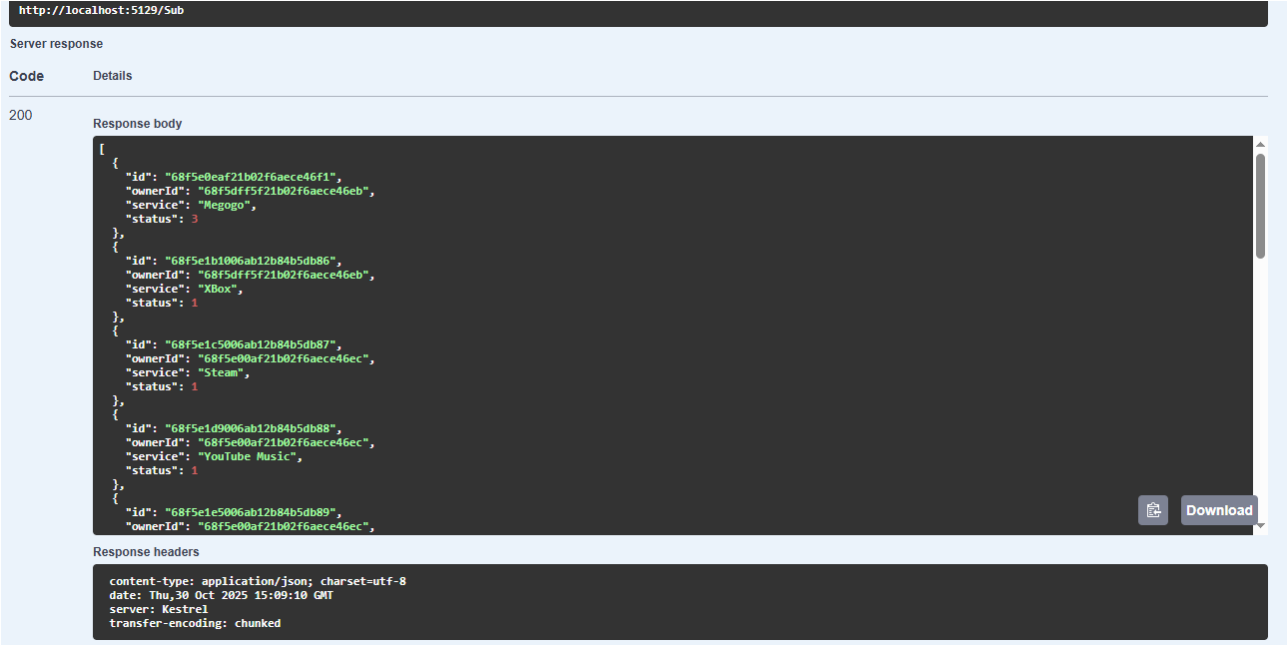 http://localhost:5129/Sub
Server response
Code Details
200
Response body
[
  {
    "id": "68f5e0eaf21b02f6aece46f1",
    "ownerId": "68f5dff5f21b02f6aece46eb",
    "service": "Megogo",
    "status": 3
  },
  {
    "id": "68f5e1b1006ab12b84b5db86",
    "ownerId": "68f5dff5f21b02f6aece46eb",
    "service": "XBox",
    "status": 1
  },
  {
    "id": "68f5e1c5006ab12b84b5db87",
    "ownerId": "68f5e00af21b02f6aece46ec",
    "service": "Steam",
    "status": 1
  },
  {
    "id": "68f5e1d9006ab12b84b5db88",
    "ownerId": "68f5e00af21b02f6aece46ec",
    "service": "YouTube Music",
    "status": 1
  },
  {
    "id": "68f5e1e5006ab12b84b5db89",
    "ownerId": "68f5e00af21b02f6aece46ec",
Download
Response headers
content-type: application/json; charset=utf-8
date: Thu,30 Oct 2025 15:09:10 GMT
server: Kestrel
transfer-encoding: chunked